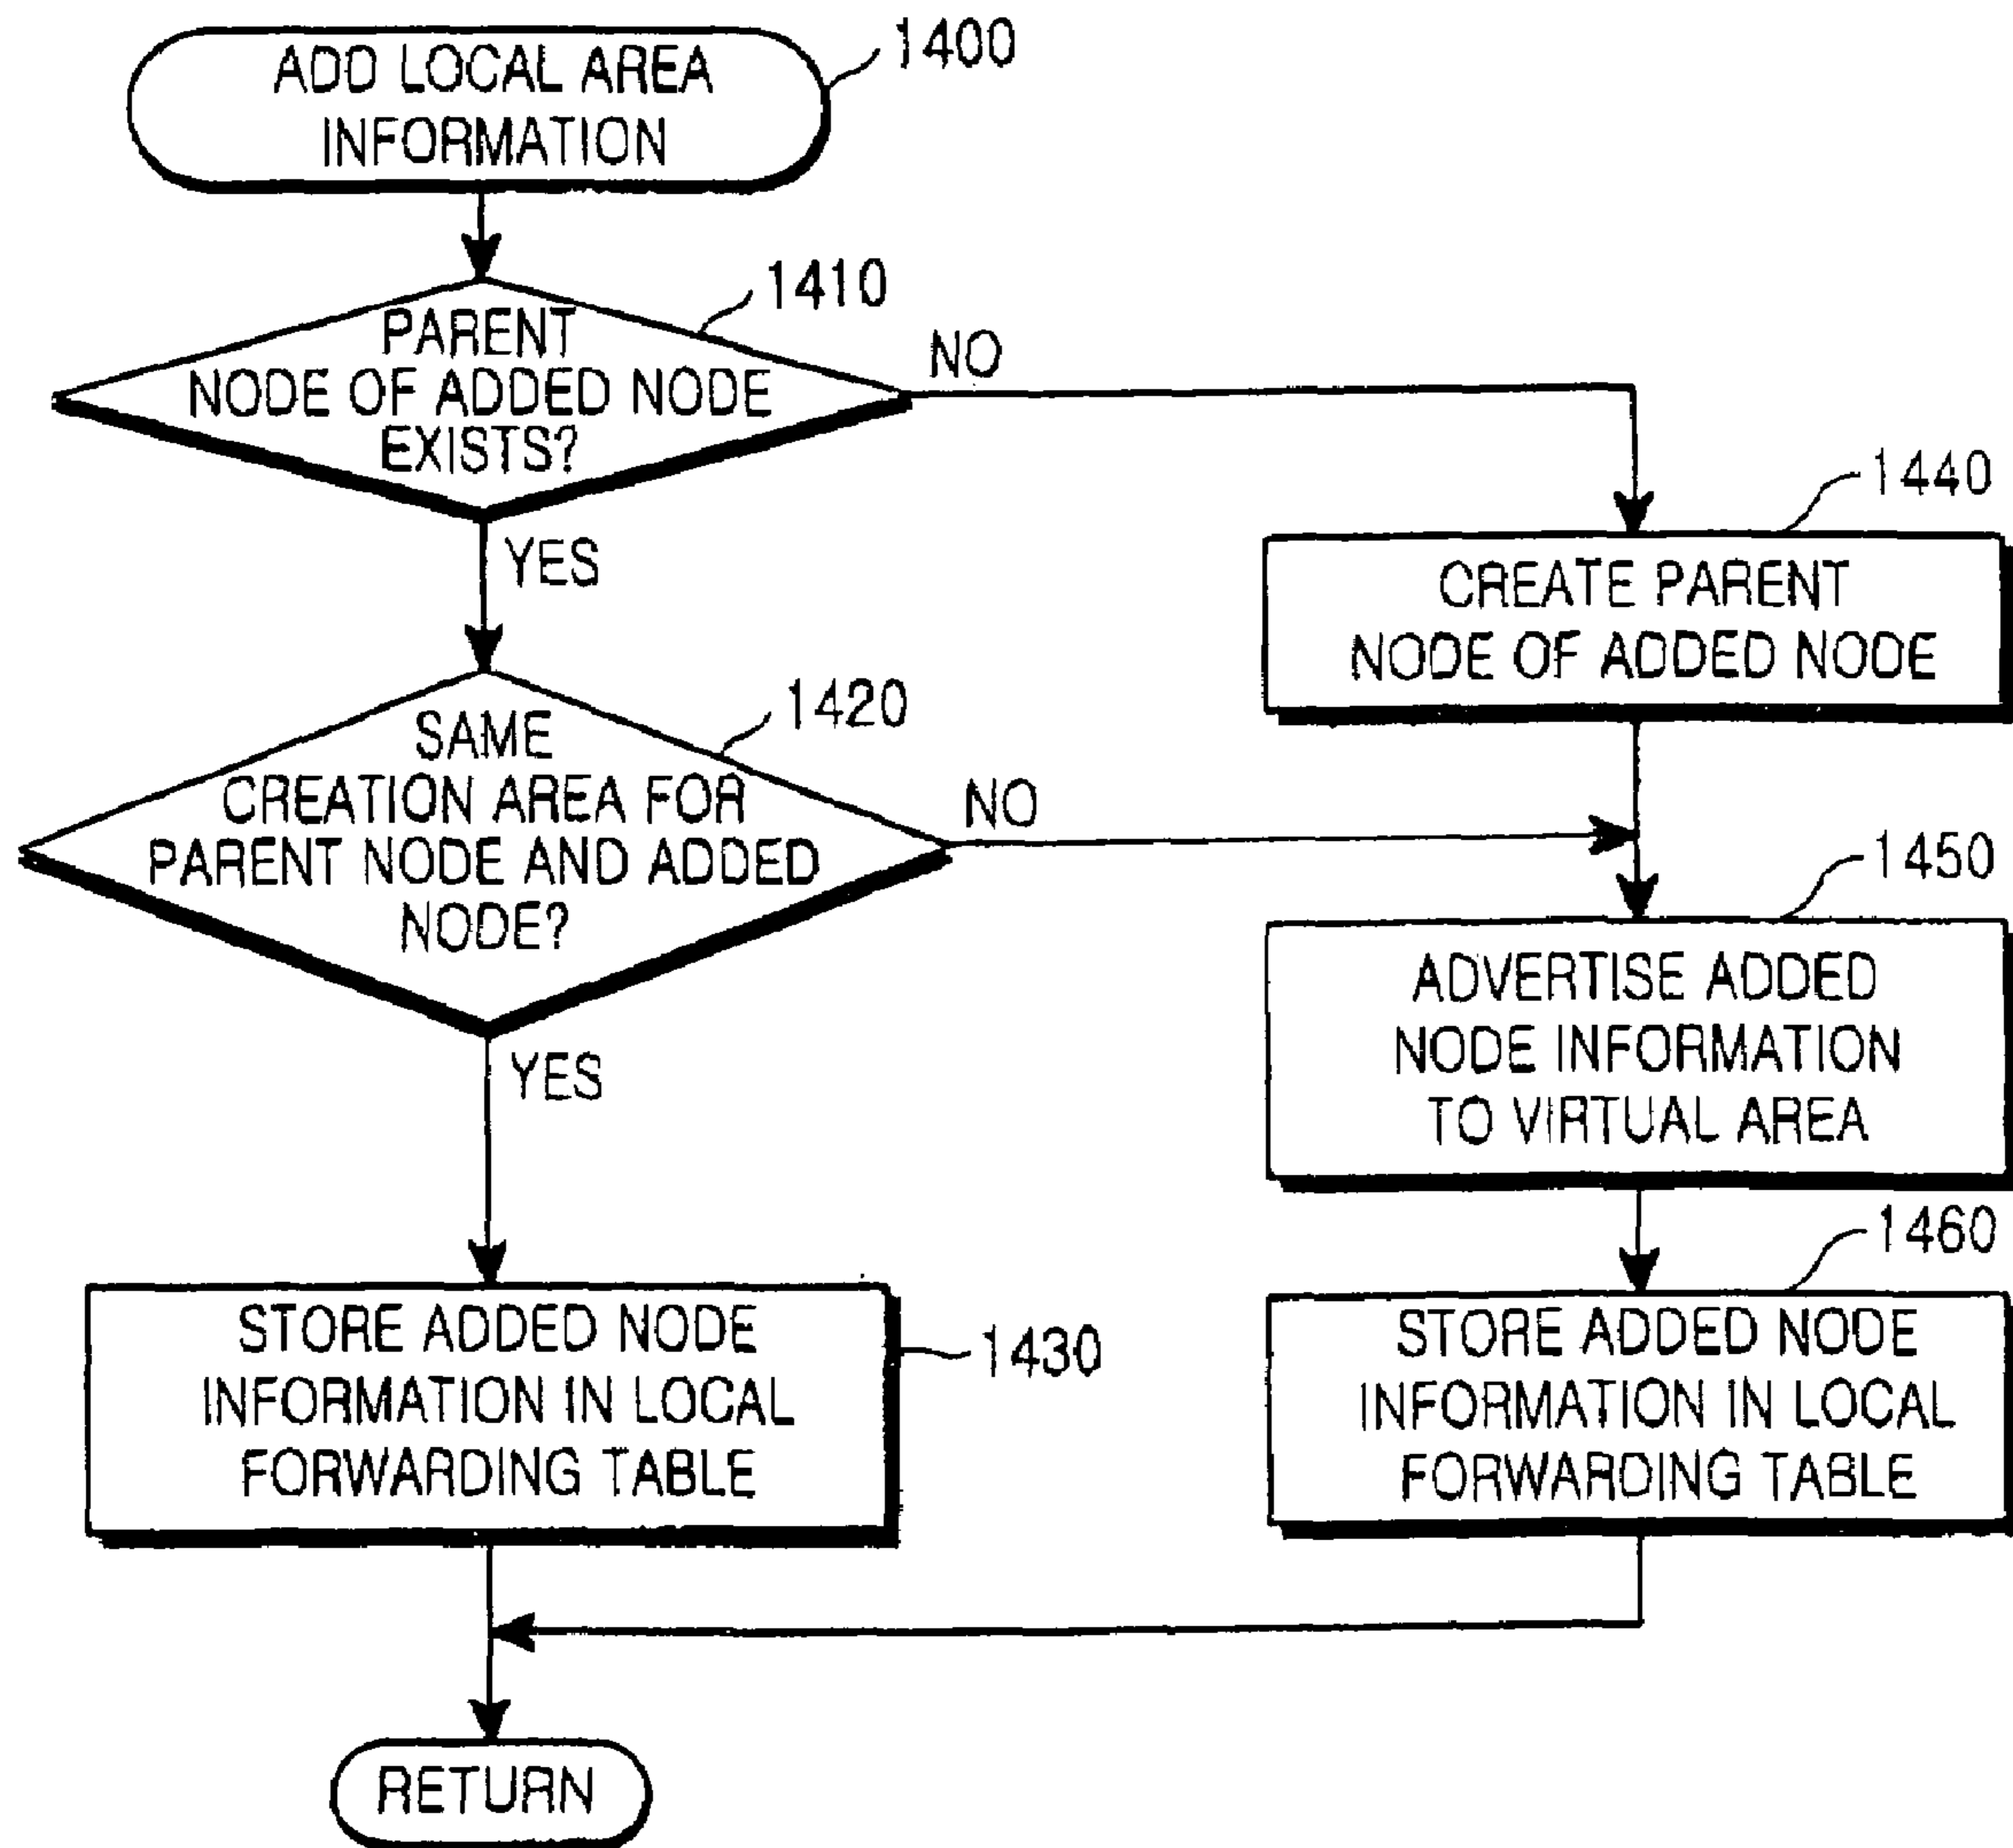 ADD LOCAL AREA
INFORMATION
1400
PARENT
NODE OF ADDED NODE
EXISTS?
1410
NO
YES
1440
CREATE PARENT
NODE OF ADDED NODE
SAME
CREATION AREA FOR
PARENT NODE AND ADDED
NODE?
1420
NO
YES
1450
ADVERTISE ADDED
NODE INFORMATION
TO VIRTUAL AREA
STORE ADDED NODE
INFORMATION IN LOCAL
FORWARDING TABLE
1430
1460
STORE ADDED NODE
INFORMATION IN LOCAL
FORWARDING TABLE
RETURN